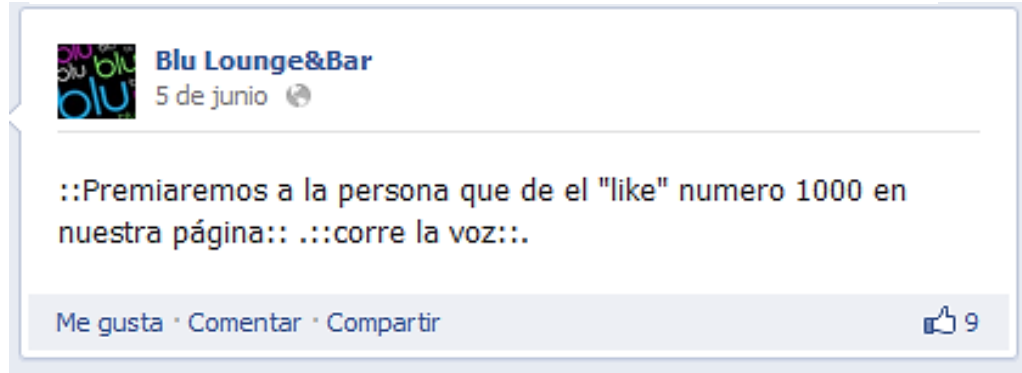 Blu Lounge&Bar
5 de junio
::Premiaremos a la persona que de el "like" numero 1000 en
nuestra página:: .::corre la voz::.
Me gusta · Comentar · Compartir 9
blu
blu
blu
blu